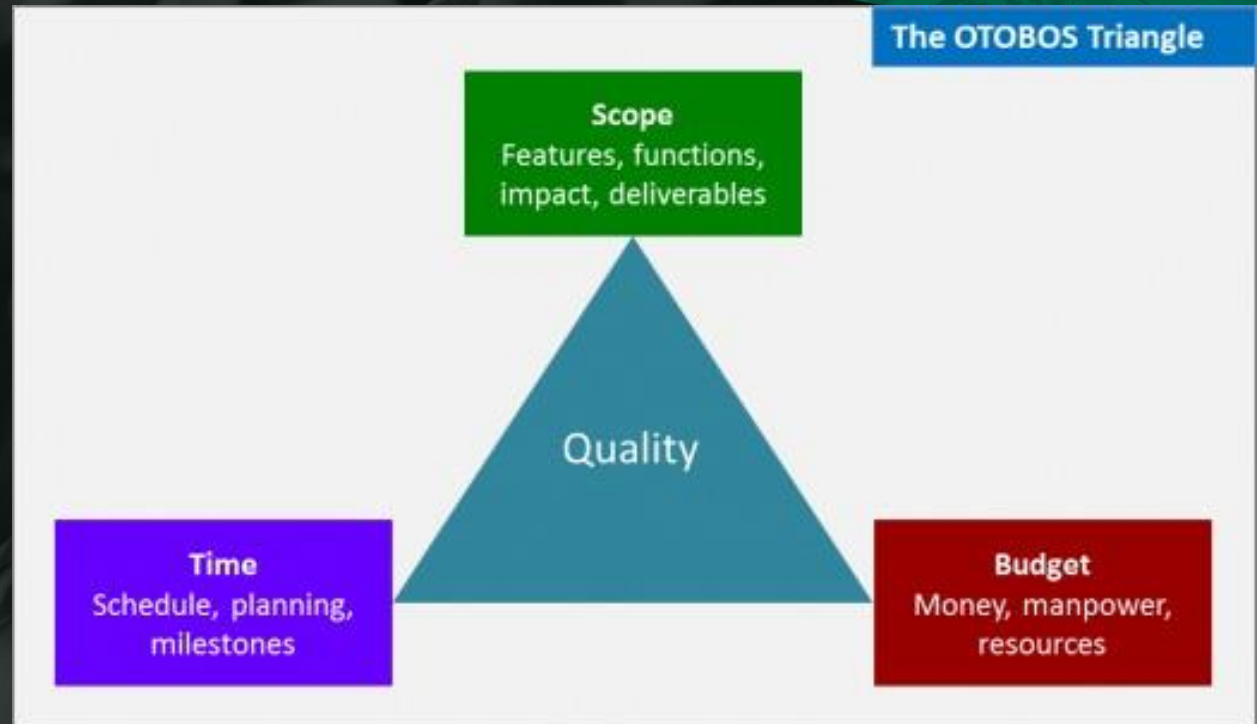 The OTOBOS Triangle
Scope
Features, functions,
impact, deliverables
Quality
Time
Schedule, planning,
milestones
Budget
Money, manpower,
resources